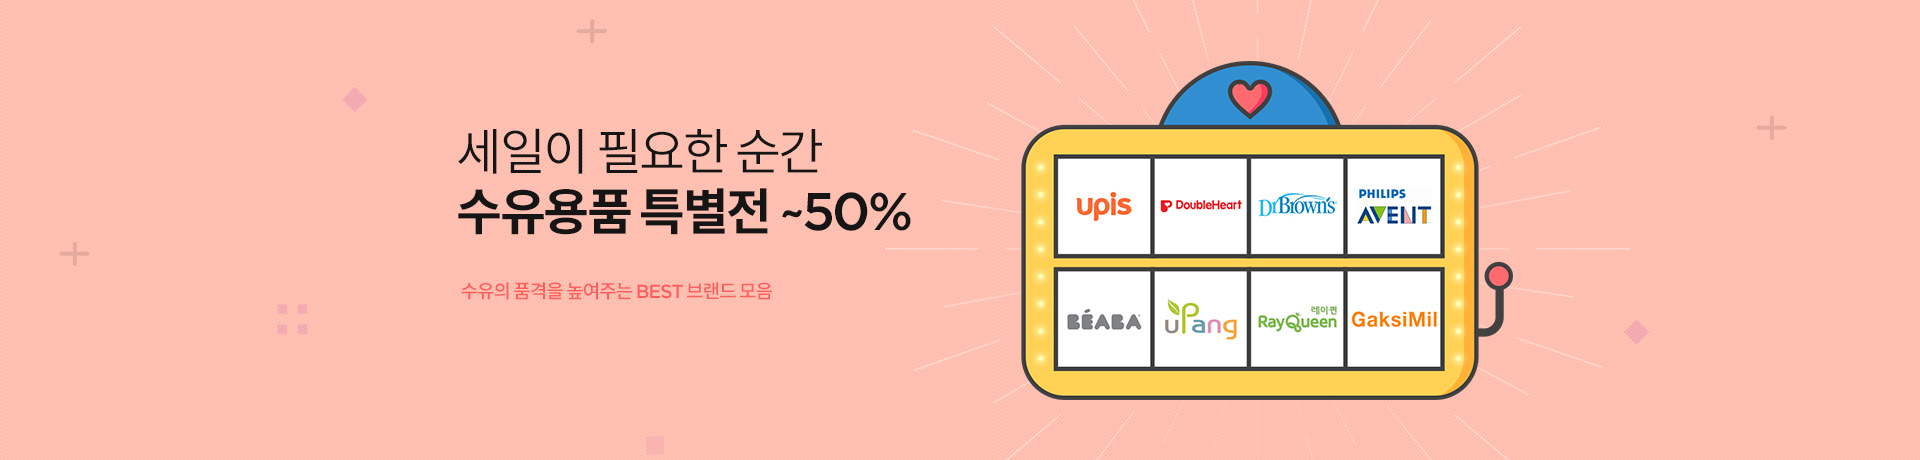 세일이 필요한 순간
수유용품 특별전 ~50%
수유의 품격을 높여주는 BEST 브랜드 모음
upis
DoubleHeart
Dr Brown's
PHILIPS
AVENT
BÉABA
uPang
레이퀸
RayQueen
GaksiMil